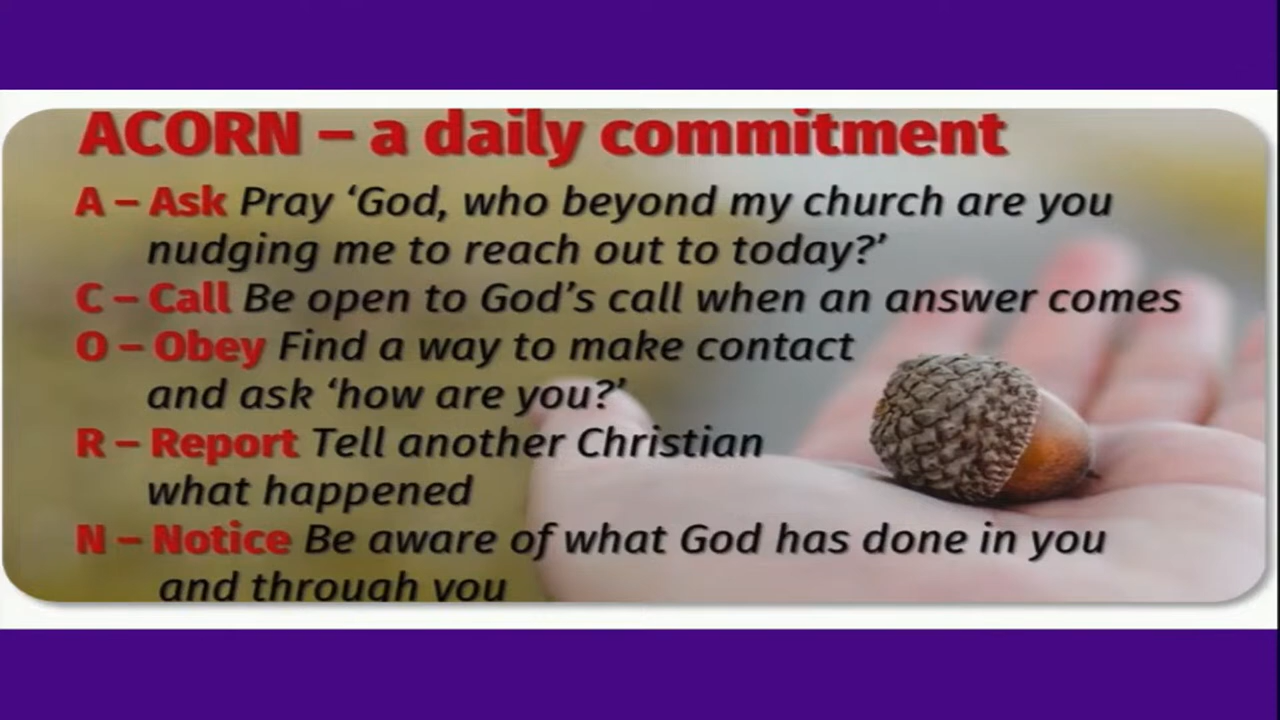 ACORN – a daily commitment
A – Ask Pray ‘God, who beyond my church are you
nudging me to reach out to today?’
C – Call Be open to God’s call when an answer comes
O – Obey Find a way to make contact
and ask ‘how are you?’
R – Report Tell another Christian
what happened
N – Notice Be aware of what God has done in you
and through you